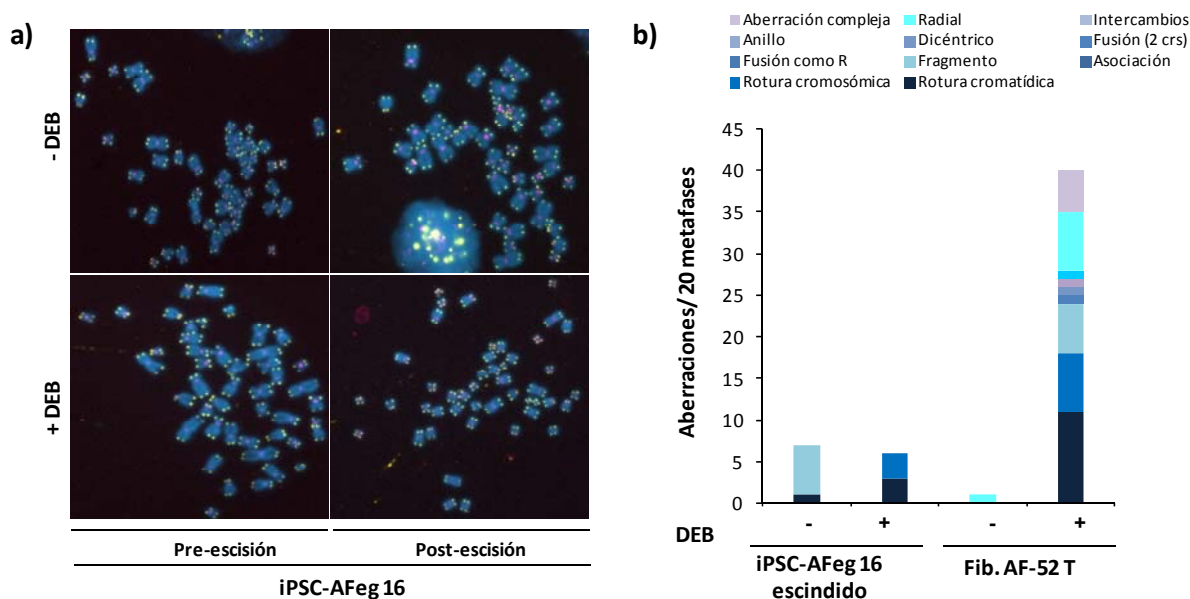 a)
- DEB
+ DEB
Pre-escisión
Post-escisión
iPSC-AFeg 16
b)
Aberración compleja
Radial
Intercambios
Anillo
Dicéntrico
Fusión (2 crs)
Fusión como R
Fragmento
Asociación
Rotura cromosómica
Rotura cromatídica
Aberraciones/ 20 metafases
45
40
35
30
25
20
15
10
5
0
DEB
-
+
-
+
iPSC-AFeg 16
escindido
Fib. AF-52 T